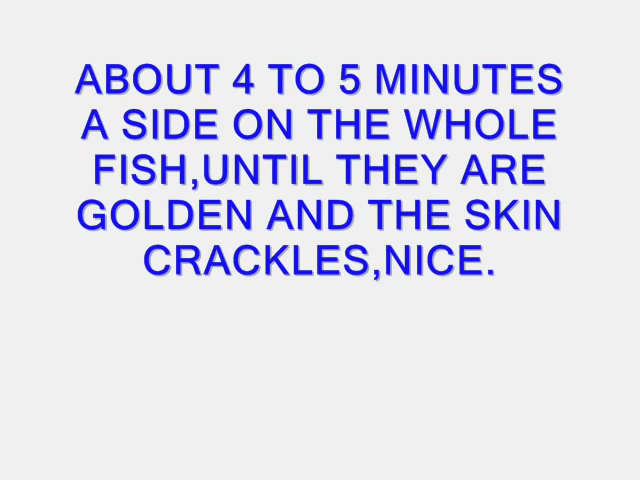 ABOUT 4 TO 5 MINUTES
A SIDE ON THE WHOLE
FISH,UNTIL THEY ARE
GOLDEN AND THE SKIN
CRACKLES,NICE.